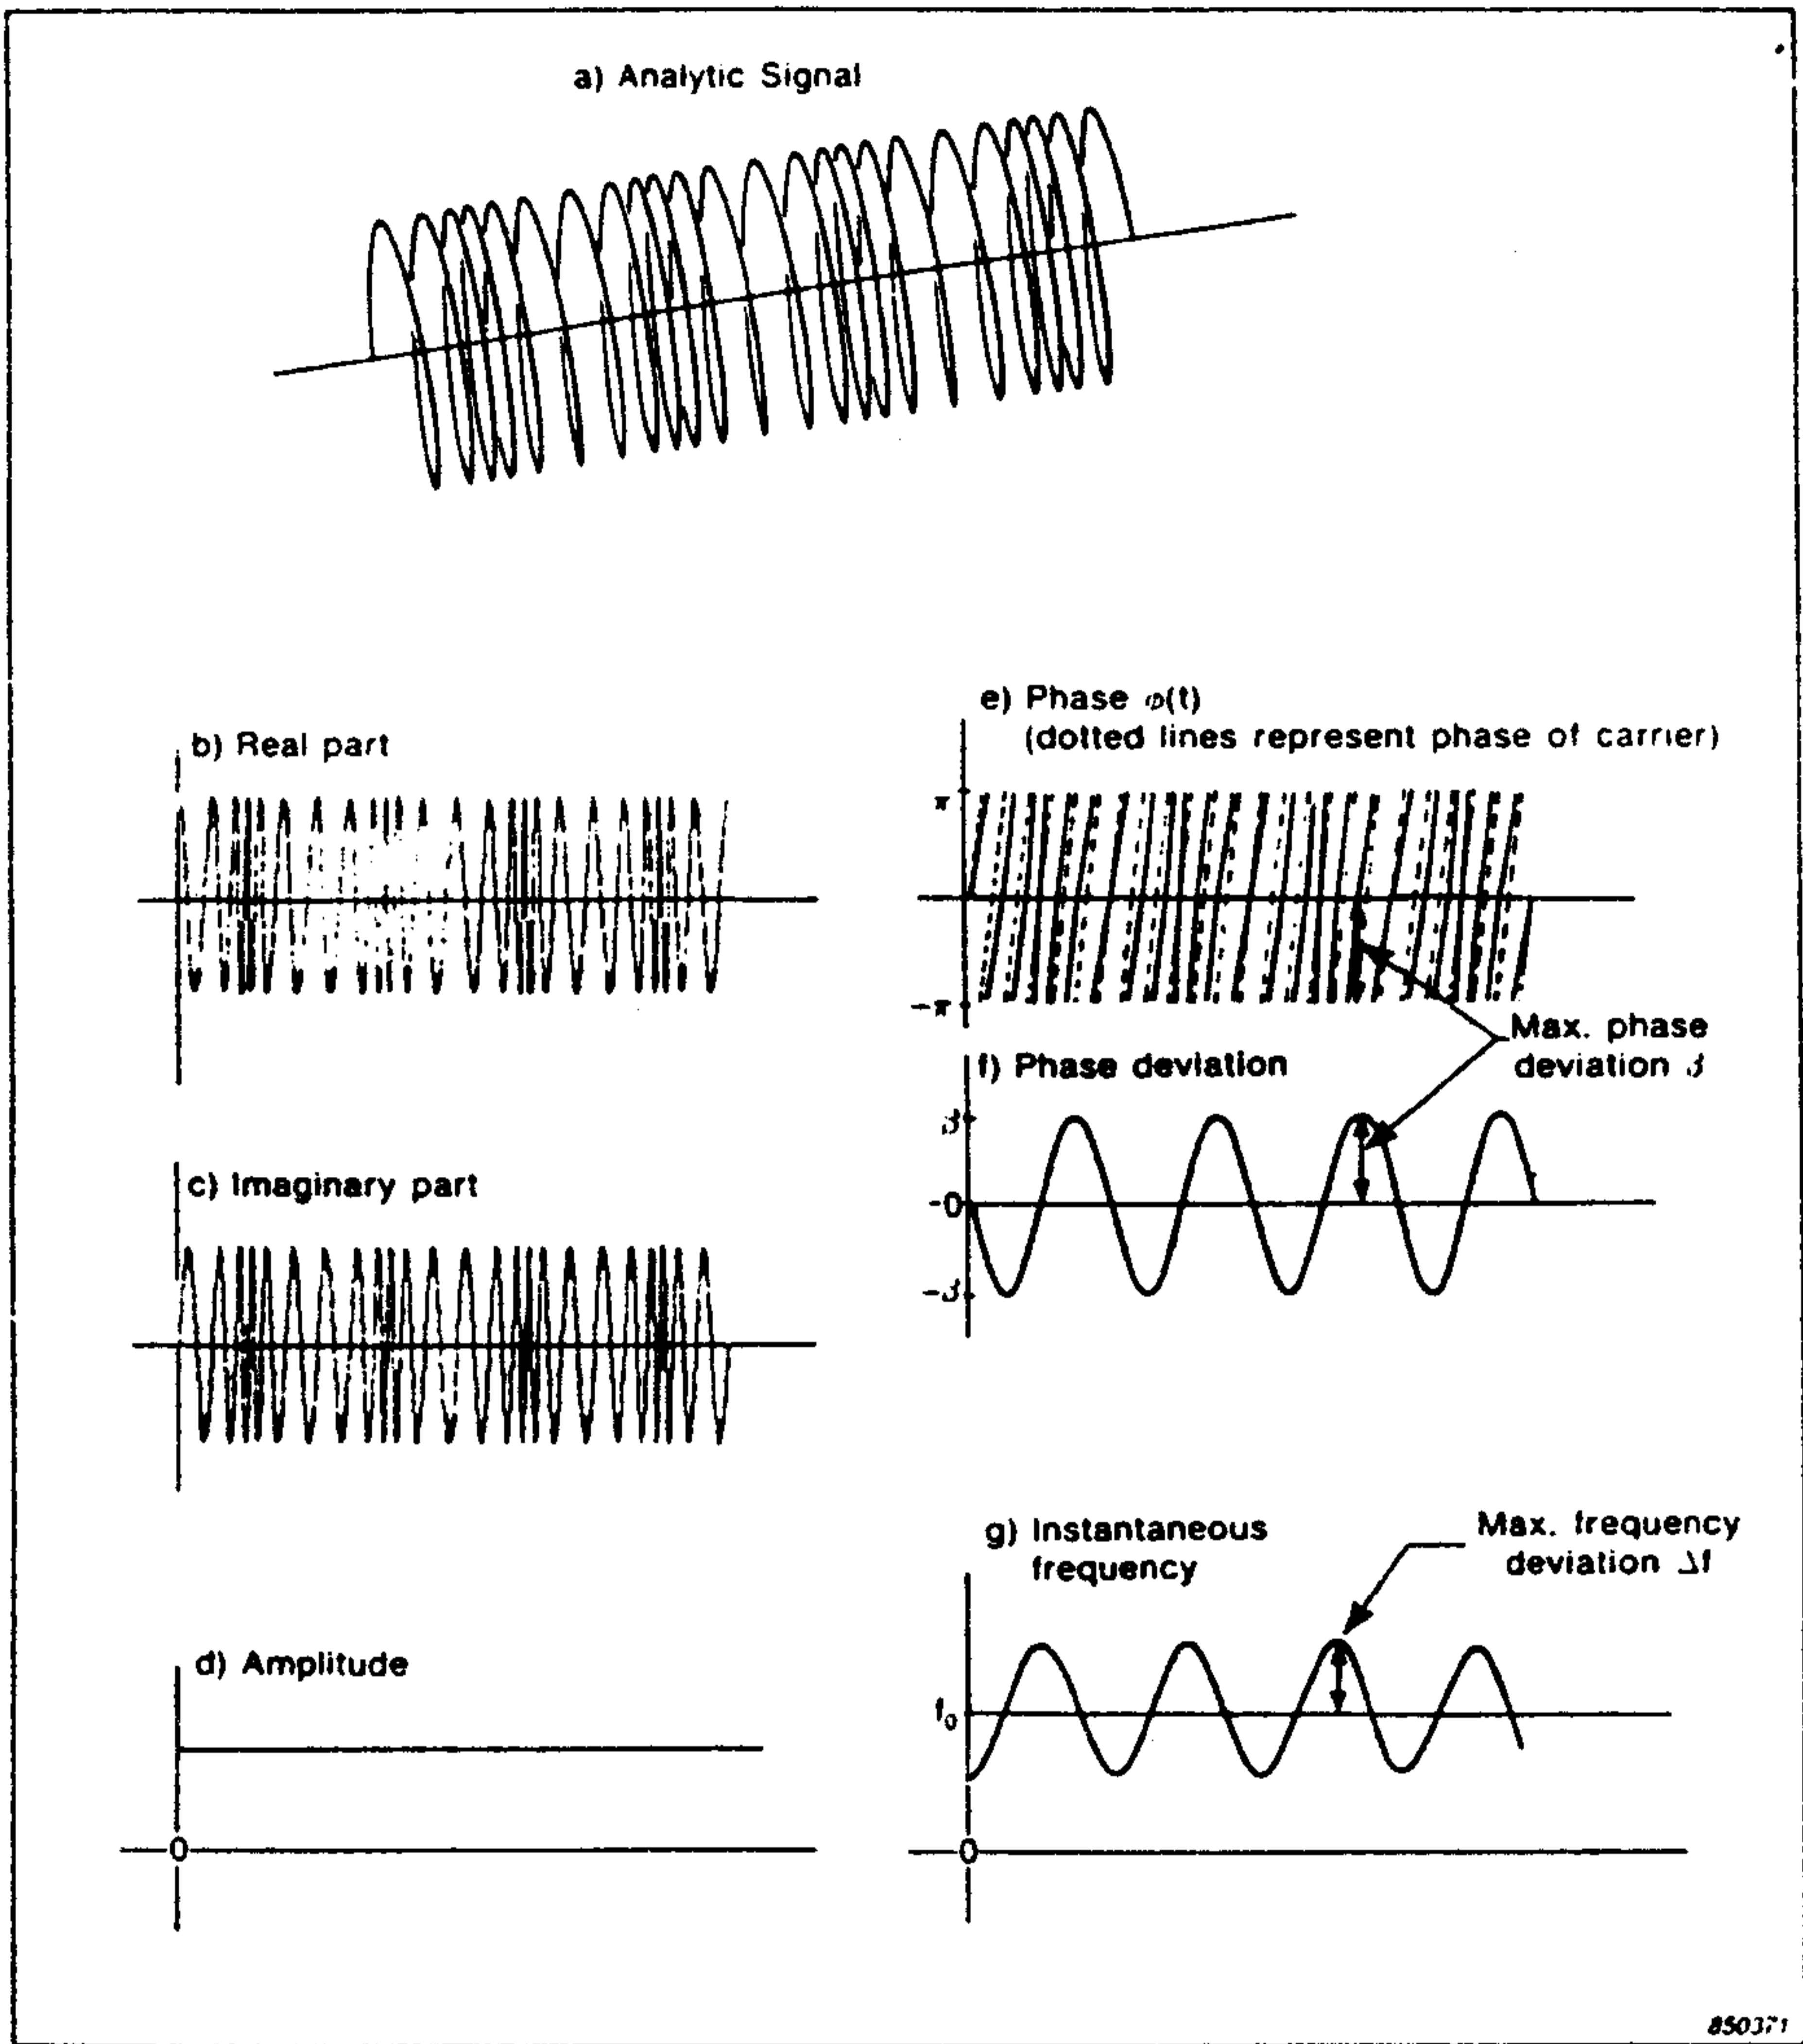 a) Analytic Signal
b) Real part
e) Phase φ(t)
(dotted lines represent phase of carrier)
π
-π
Max. phase
deviation β
f) Phase deviation
β
-0
-β
c) Imaginary part
g) Instantaneous
frequency
Max. frequency
deviation Δf
d) Amplitude
f₀
0
0
850371